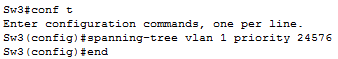 Sw3#conf t
Enter configuration commands, one per line.
Sw3(config)#spanning-tree vlan 1 priority 24576
Sw3(config)#end